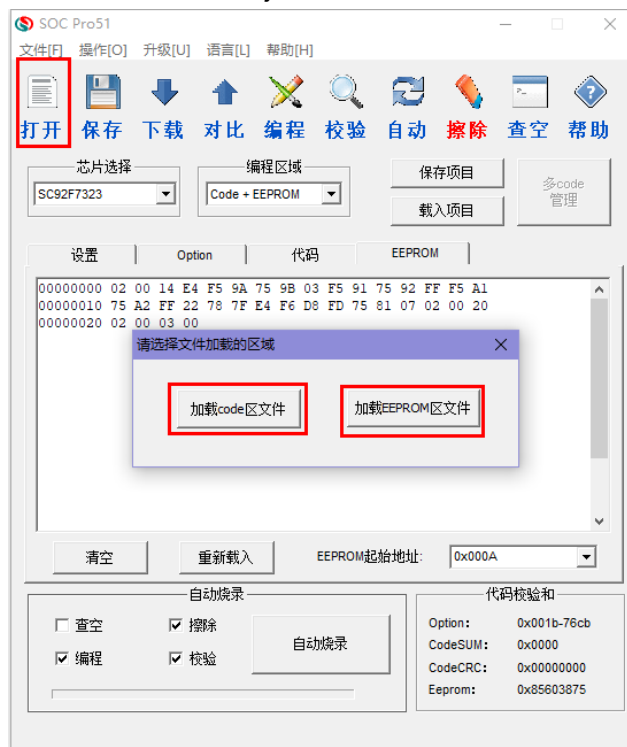 SOC Pro51
文件[F] 操作[O] 升级[U] 语言[L] 帮助[H]
打开 保存 下载 对比 编程 校验 自动 擦除 查空 帮助
芯片选择 编程区域 保存项目 多code管理
SC92F7323 Code + EEPROM 载入项目
设置 Option 代码 EEPROM
00000000 02 00 14 E4 F5 9A 75 9B 03 F5 91 75 92 FF F5 A1
00000010 75 A2 FF 22 78 7F E4 F6 D8 FD 75 81 07 02 00 20
00000020 02 00 03 00
请选择文件加载的区域
加载code区文件 加载EEPROM区文件
清空 重新载入 EEPROM起始地址: 0x000A
自动烧录 代码校验和
查空 擦除 自动烧录 Option: 0x001b-76cb
CodeSUM: 0x0000
编程 校验 CodeCRC: 0x00000000
Eeprom: 0x85603875